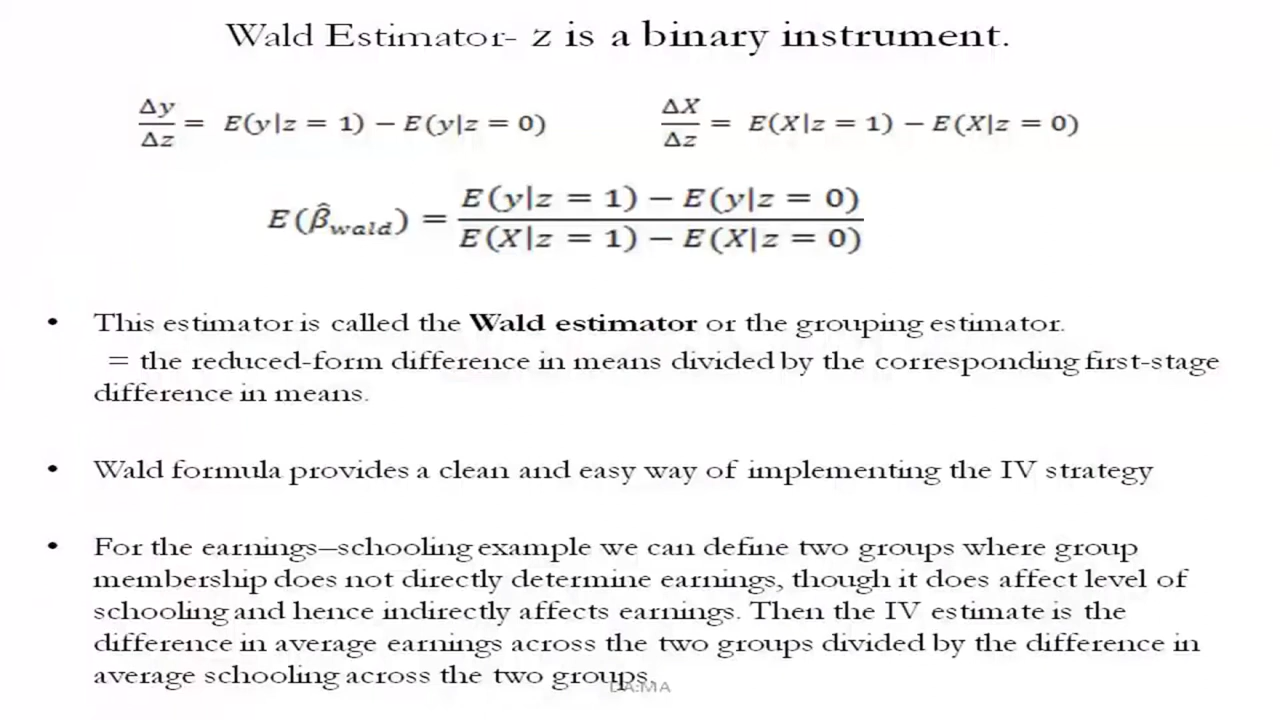 Wald Estimator- z is a binary instrument.
Δy/Δz = E(y|z = 1) − E(y|z = 0)
ΔX/Δz = E(X|z = 1) − E(X|z = 0)
E(β̂wald) = E(y|z = 1) − E(y|z = 0) / E(X|z = 1) − E(X|z = 0)
• This estimator is called the Wald estimator or the grouping estimator.
= the reduced-form difference in means divided by the corresponding first-stage
difference in means.
• Wald formula provides a clean and easy way of implementing the IV strategy
• For the earnings–schooling example we can define two groups where group
membership does not directly determine earnings, though it does affect level of
schooling and hence indirectly affects earnings. Then the IV estimate is the
difference in average earnings across the two groups divided by the difference in
average schooling across the two groups.
DA:MA